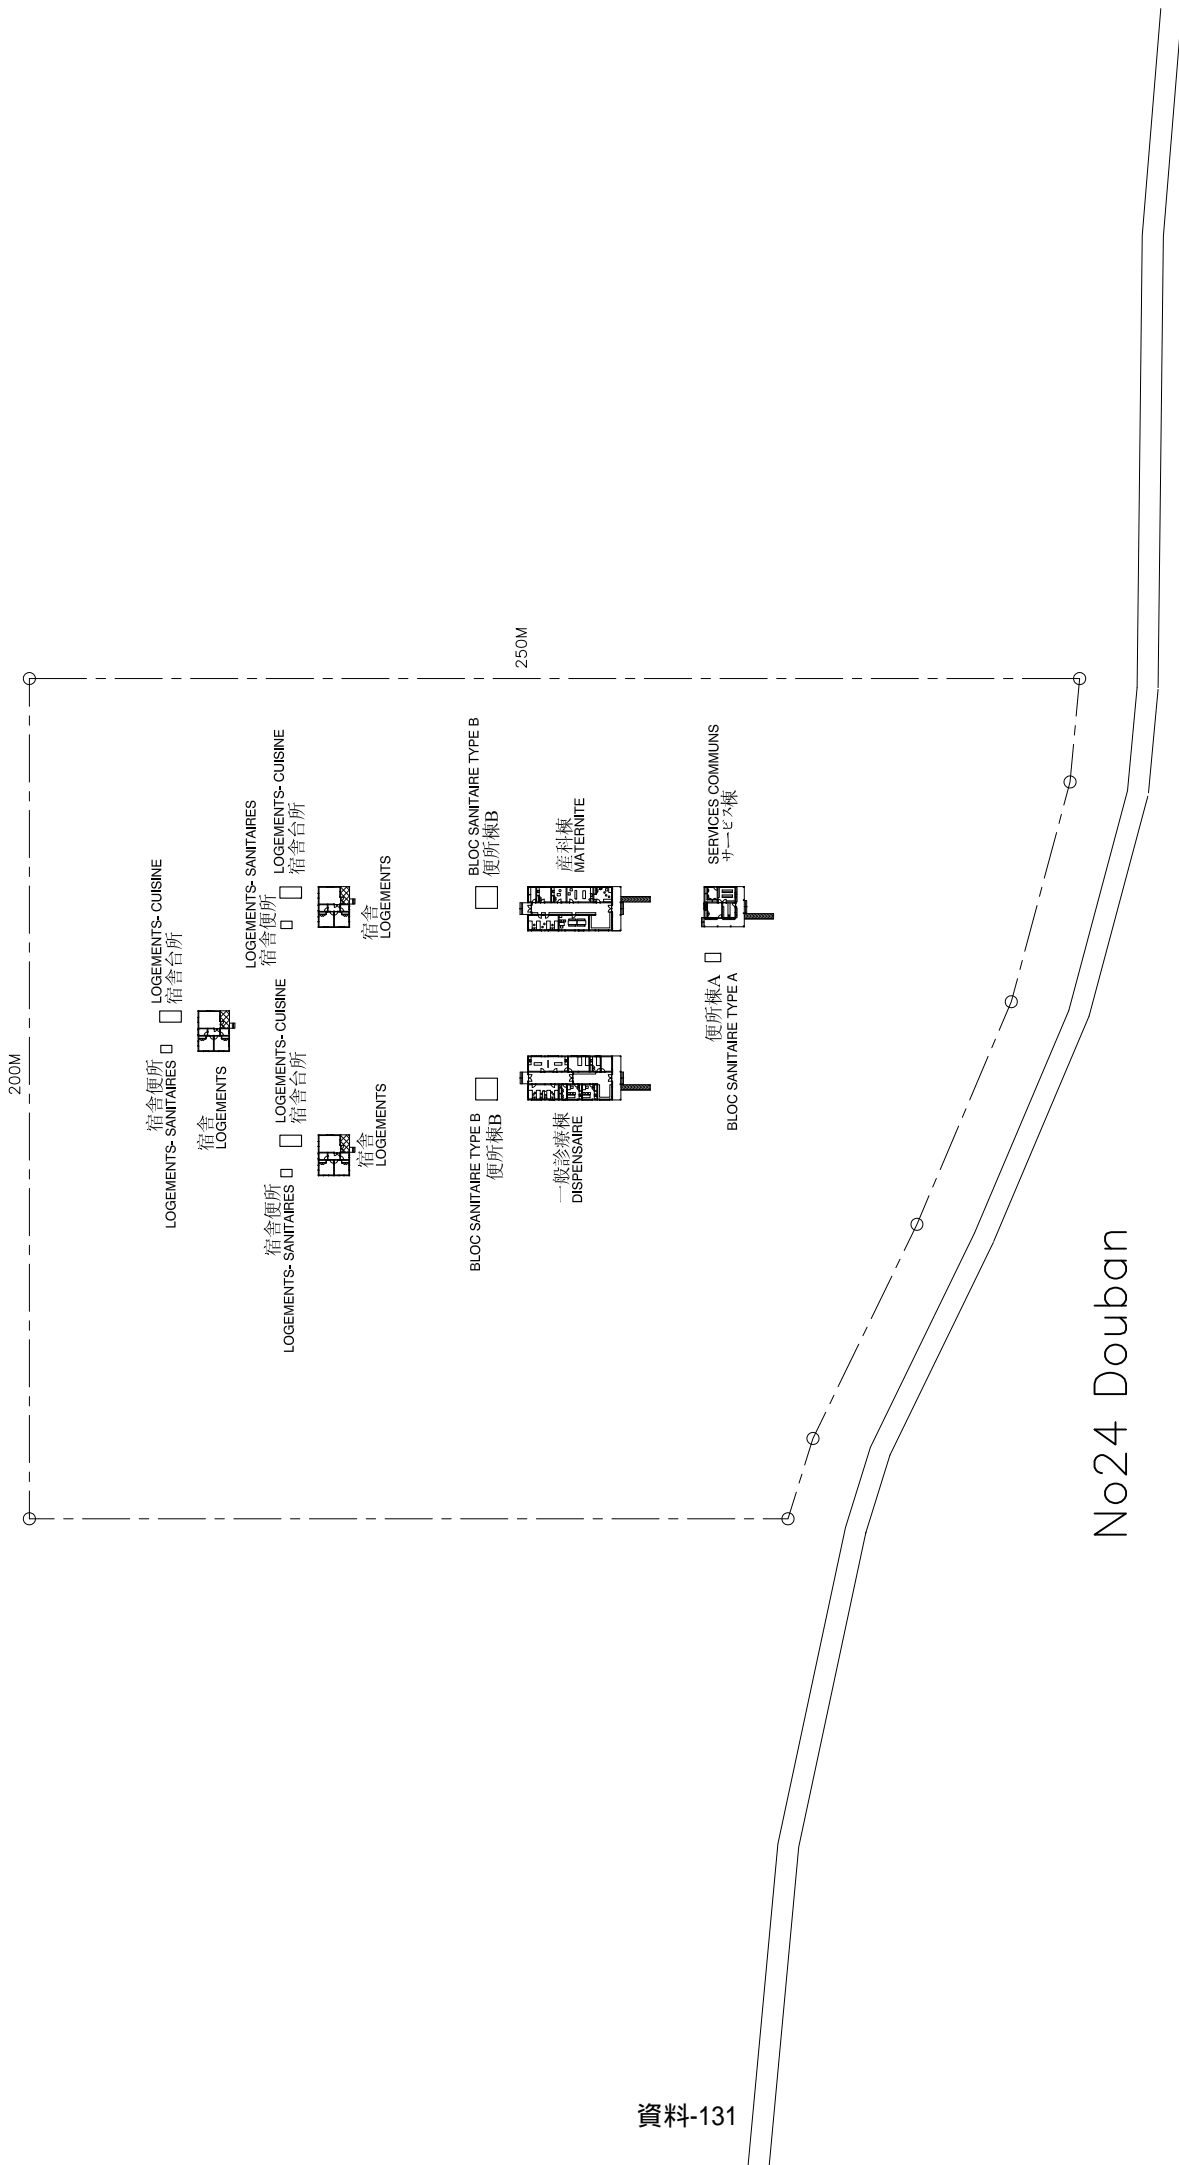 200M
250M
LOGEMENTS- CUISINE
宿舎台所
宿舎便所
LOGEMENTS- SANITAIRES
宿舎
LOGEMENTS
LOGEMENTS- SANITAIRES
宿舎便所
LOGEMENTS- CUISINE
宿舎台所
宿舎
LOGEMENTS
LOGEMENTS- CUISINE
宿舎台所
宿舎便所
LOGEMENTS- SANITAIRES
宿舎
LOGEMENTS
BLOC SANITAIRE TYPE B
便所棟B
産科棟
MATERNITE
BLOC SANITAIRE TYPE B
便所棟B
一般診療棟
DISPENSAIRE
SERVICES COMMUNS
サービス棟
便所棟A
BLOC SANITAIRE TYPE A
No24 Douban
資料-131